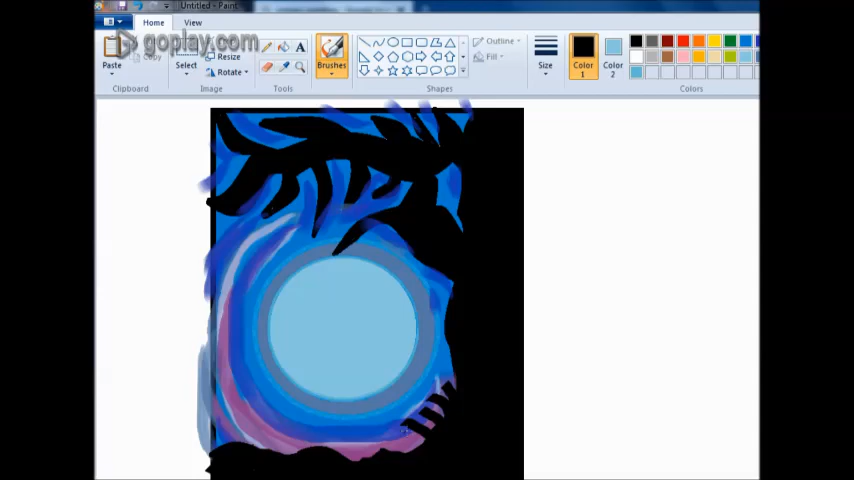 Untitled - Paint
Home View
goplay.com
Paste
Copy
Select
Resize
Rotate
A
Brushes
Outline
Fill
Size
Color 1
Color 2
Clipboard Image Tools Shapes Colors